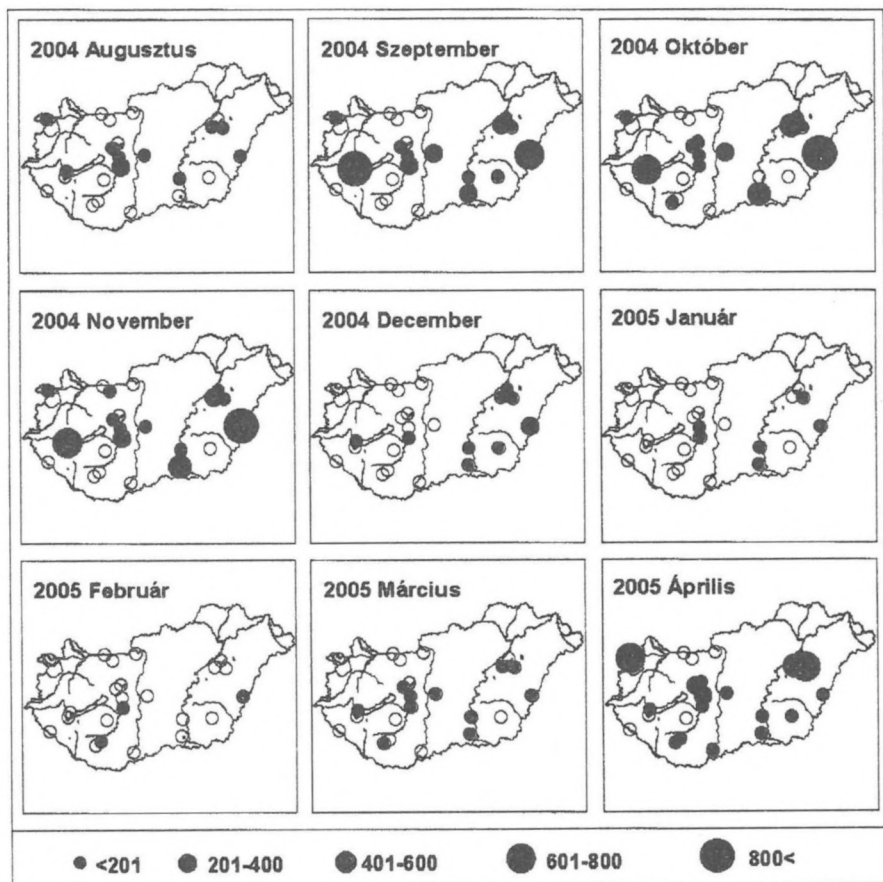 2004 Augusztus
2004 Szeptember
2004 Október
2004 November
2004 December
2005 Január
2005 Február
2005 Március
2005 Április
<201 201-400 401-600 601-800 800<